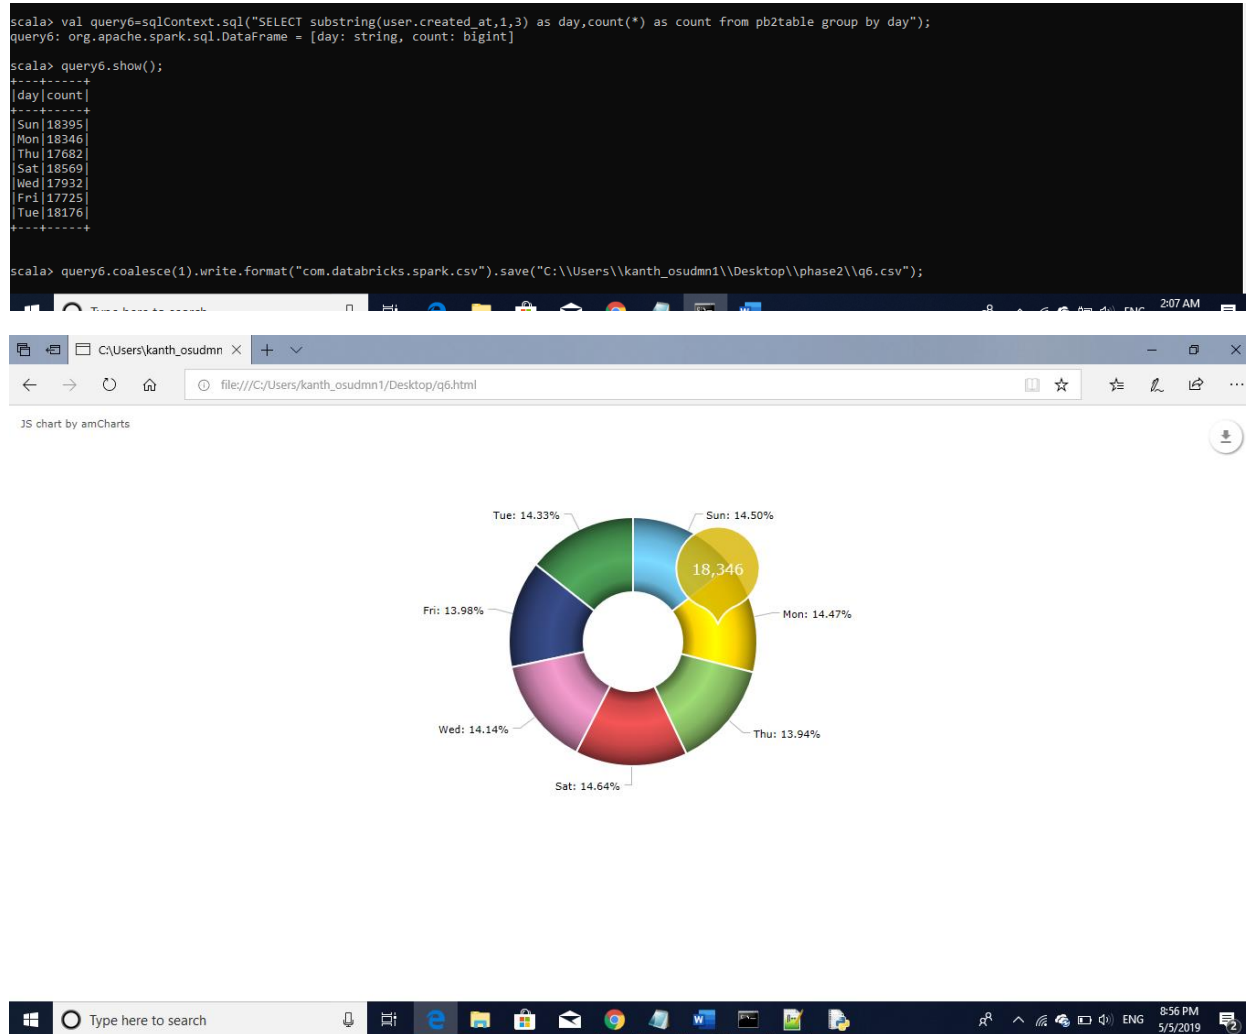 scala> val query6=sqlContext.sql("SELECT substring(user.created_at,1,3) as day,count(*) as count from pb2table group by day");
query6: org.apache.spark.sql.DataFrame = [day: string, count: bigint]
scala> query6.show();
+---+-----+
|day|count|
+---+-----+
|Sun|18395|
|Mon|18346|
|Thu|17682|
|Sat|18569|
|Wed|17932|
|Fri|17725|
|Tue|18176|
+---+-----+
scala> query6.coalesce(1).write.format("com.databricks.spark.csv").save("C:\\Users\\kanth_osudmn1\\Desktop\\phase2\\q6.csv");
Type here to search
ENG
2:07 AM
C:\Users\kanth_osudmn
file:///C:/Users/kanth_osudmn1/Desktop/q6.html
JS chart by amCharts
Tue: 14.33%
Sun: 14.50%
18,346
Fri: 13.98%
Mon: 14.47%
Wed: 14.14%
Thu: 13.94%
Sat: 14.64%
Type here to search
ENG
8:56 PM
5/5/2019
2